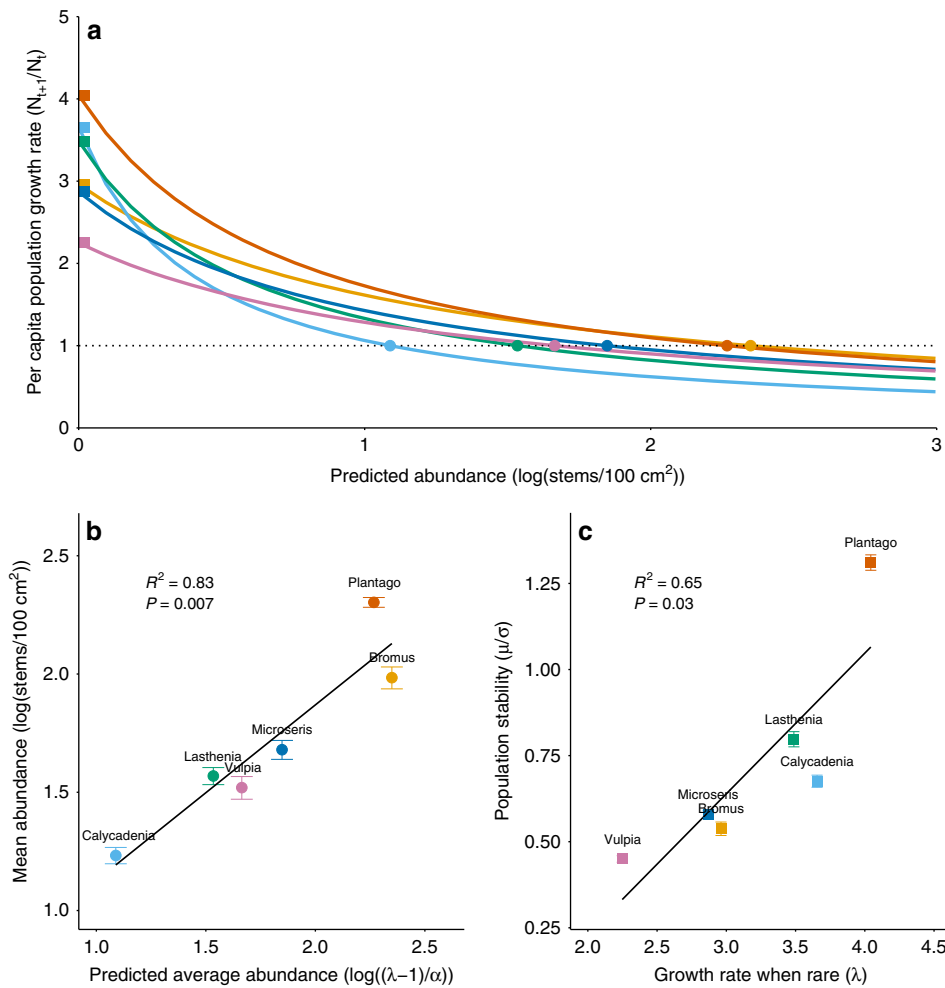 a
Per capita population growth rate (Nt+1/Nt)
5
4
3
2
1
0
0 1 2 3
Predicted abundance (log(stems/100 cm²))
b
R² = 0.83
P = 0.007
Mean abundance (log(stems/100 cm²))
2.5
2.0
1.5
1.0
Plantago
Bromus
Microseris
Lasthenia
Vulpia
Calycadenia
1.0 1.5 2.0 2.5
Predicted average abundance (log((λ−1)/α))
c
R² = 0.65
P = 0.03
Population stability (μ/σ)
1.25
1.00
0.75
0.50
0.25
Plantago
Lasthenia
Calycadenia
Microseris
Bromus
Vulpia
2.0 2.5 3.0 3.5 4.0 4.5
Growth rate when rare (λ)